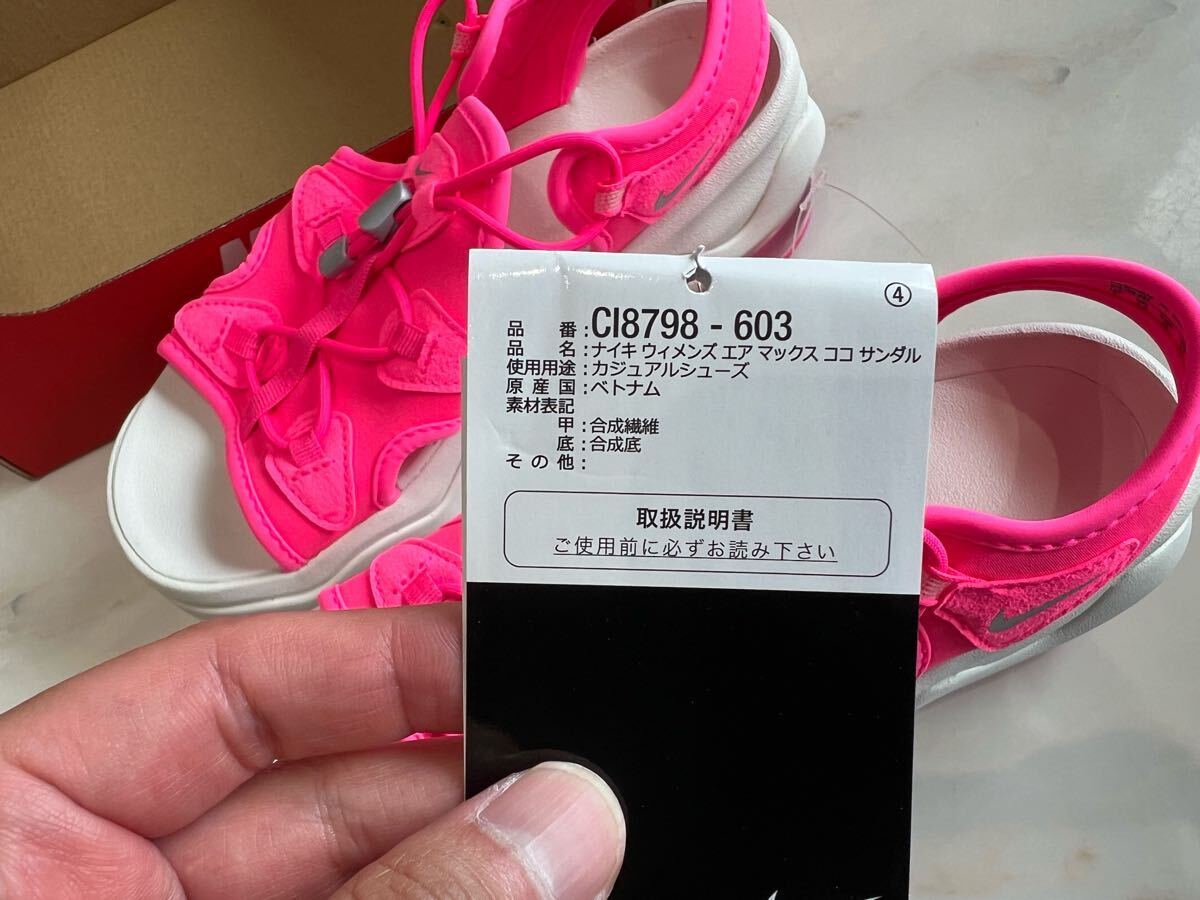 ④
品番:CI8798-603
品名:ナイキ ウィメンズ エア マックス ココ サンダル
使用用途:カジュアルシューズ
原産国:ベトナム
素材表記
甲:合成繊維
底:合成底
その他:
取扱説明書
ご使用前に必ずお読み下さい